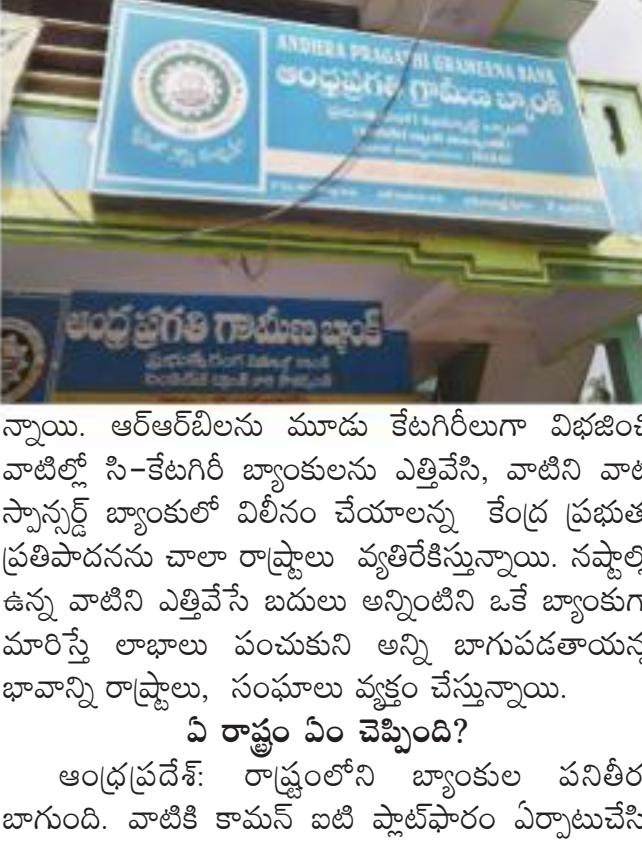 ANDHRA PRAGATHI GRAMEENA BANK
ఆంధ్రప్రగతి గ్రామీణ బ్యాంక్
ఆంధ్ర ప్రగతి గ్రామీణ బ్యాంక్
న్నాయి. ఆర్ఆర్‌బిలను మూడు కేటగిరీలుగా విభజించి
వాటిల్లో సి–కేటగిరీ బ్యాంకులను ఎత్తివేసి, వాటిని వాటి
స్పాన్సర్డ్ బ్యాంకులో విలీనం చేయాలన్న కేంద్ర ప్రభుత్వ
ప్రతిపాదనను చాలా రాష్ట్రాలు వ్యతిరేకిస్తున్నాయి. నష్టాల్లో
ఉన్న వాటిని ఎత్తివేసే బదులు అన్నింటిని ఒకే బ్యాంకుగా
మారిస్తే లాభాలు పంచుకుని అన్ని బాగుపడతాయన్న
భావాన్ని రాష్ట్రాలు, సంఘాలు వ్యక్తం చేస్తున్నాయి.
ఏ రాష్ట్రం ఏం చెప్పింది?
ఆంధ్రప్రదేశ్: రాష్ట్రంలోని బ్యాంకుల పనితీరు
బాగుంది. వాటికి కామన్ ఐటి ప్లాట్‌ఫారం ఏర్పాటుచేసి